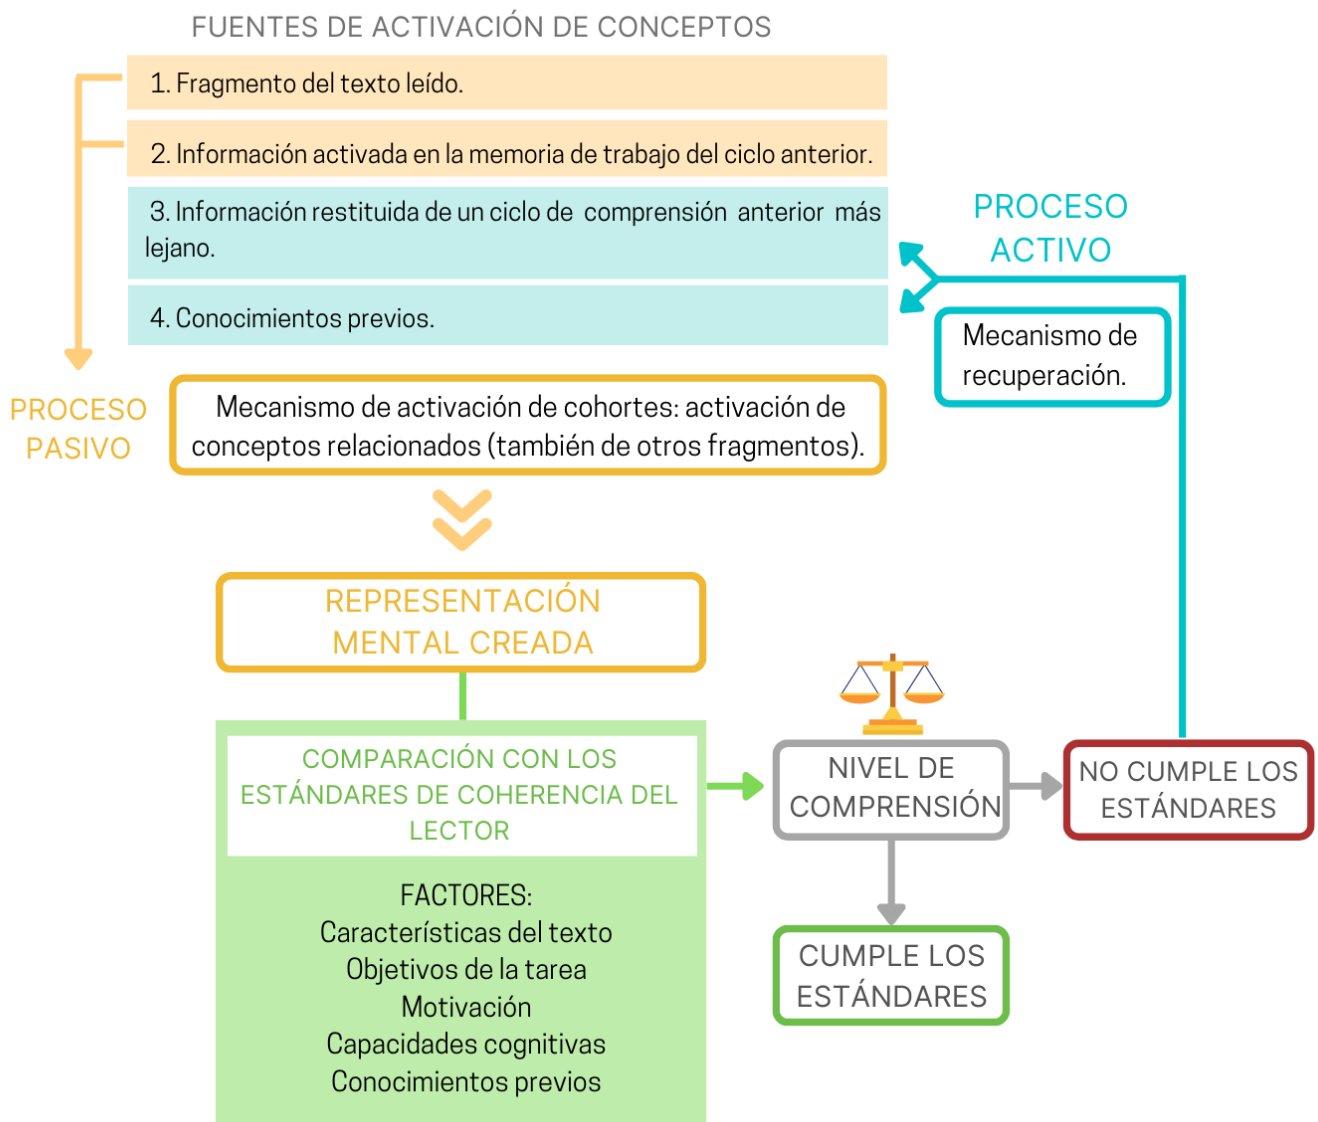 FUENTES DE ACTIVACIÓN DE CONCEPTOS
1. Fragmento del texto leído.
2. Información activada en la memoria de trabajo del ciclo anterior.
3. Información restituida de un ciclo de comprensión anterior más
lejano.
4. Conocimientos previos.
PROCESO
ACTIVO
Mecanismo de
recuperación.
PROCESO
PASIVO
Mecanismo de activación de cohortes: activación de
conceptos relacionados (también de otros fragmentos).
REPRESENTACIÓN
MENTAL CREADA
COMPARACIÓN CON LOS
ESTÁNDARES DE COHERENCIA DEL
LECTOR
FACTORES:
Características del texto
Objetivos de la tarea
Motivación
Capacidades cognitivas
Conocimientos previos
NIVEL DE
COMPRENSIÓN
NO CUMPLE LOS
ESTÁNDARES
CUMPLE LOS
ESTÁNDARES